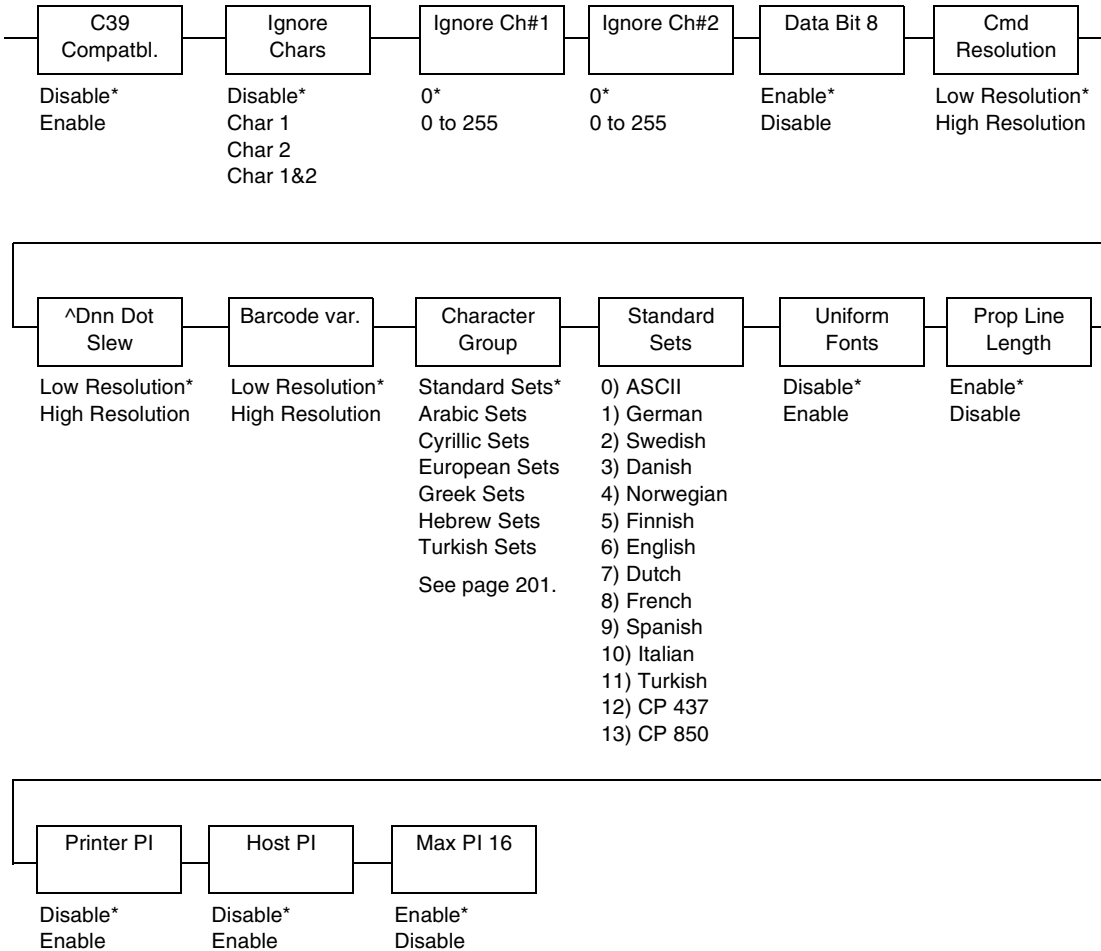 C39
Compatbl.
Disable*
Enable
Ignore
Chars
Disable*
Char 1
Char 2
Char 1&2
Ignore Ch#1
0*
0 to 255
Ignore Ch#2
0*
0 to 255
Data Bit 8
Enable*
Disable
Cmd
Resolution
Low Resolution*
High Resolution
^Dnn Dot
Slew
Low Resolution*
High Resolution
Barcode var.
Low Resolution*
High Resolution
Character
Group
Standard Sets*
Arabic Sets
Cyrillic Sets
European Sets
Greek Sets
Hebrew Sets
Turkish Sets
See page 201.
Standard
Sets
0) ASCII
1) German
2) Swedish
3) Danish
4) Norwegian
5) Finnish
6) English
7) Dutch
8) French
9) Spanish
10) Italian
11) Turkish
12) CP 437
13) CP 850
Uniform
Fonts
Disable*
Enable
Prop Line
Length
Enable*
Disable
Printer PI
Disable*
Enable
Host PI
Disable*
Enable
Max PI 16
Enable*
Disable